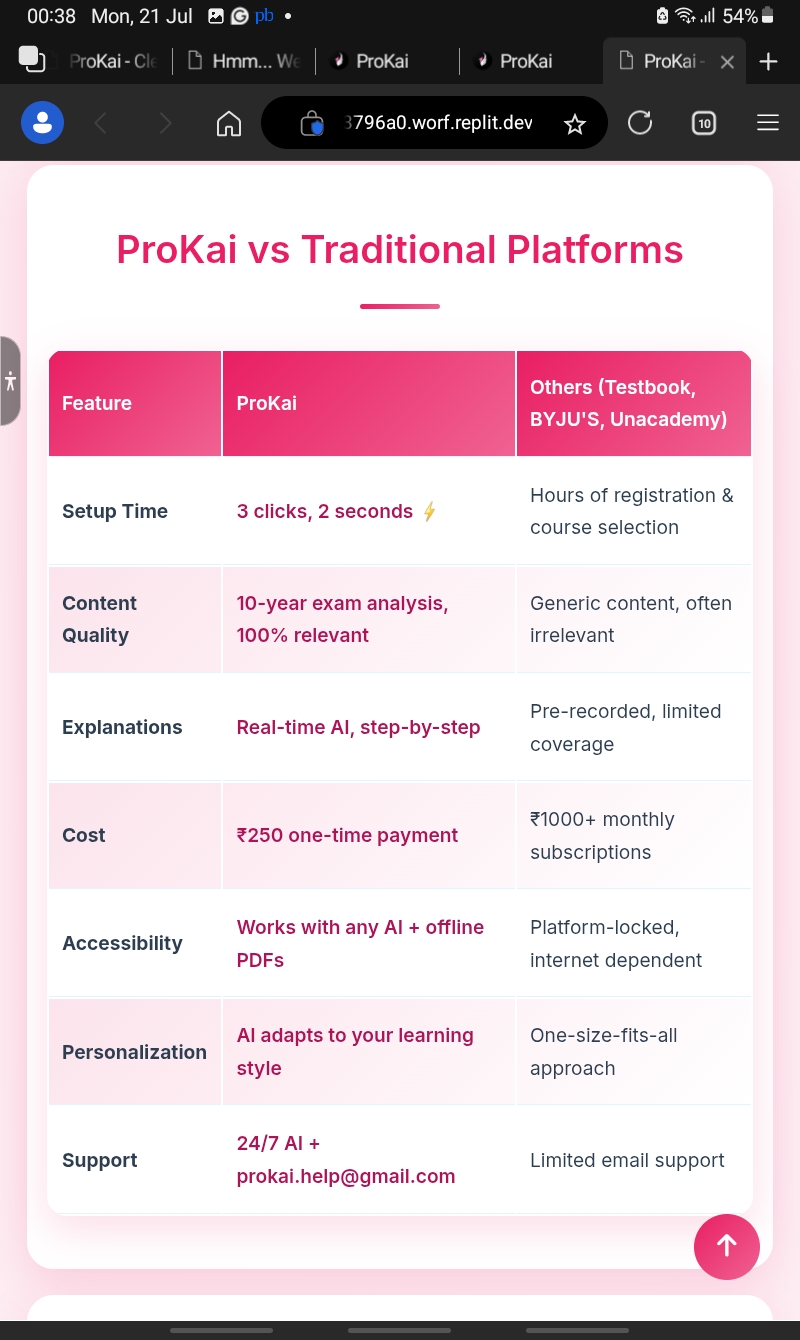 00:38 Mon, 21 Jul pb • 54%
ProKai - Cle Hmm... We ProKai ProKai ProKai -
3796a0.worf.replit.dev 10
ProKai vs Traditional Platforms
Feature ProKai Others (Testbook,
BYJU'S, Unacademy)
Setup Time 3 clicks, 2 seconds ⚡ Hours of registration &
course selection
Content 10-year exam analysis, Generic content, often
Quality 100% relevant irrelevant
Explanations Real-time AI, step-by-step Pre-recorded, limited
coverage
Cost ₹250 one-time payment ₹1000+ monthly
subscriptions
Accessibility Works with any AI + offline Platform-locked,
PDFs internet dependent
Personalization AI adapts to your learning One-size-fits-all
style approach
Support 24/7 AI + Limited email support
prokai.help@gmail.com